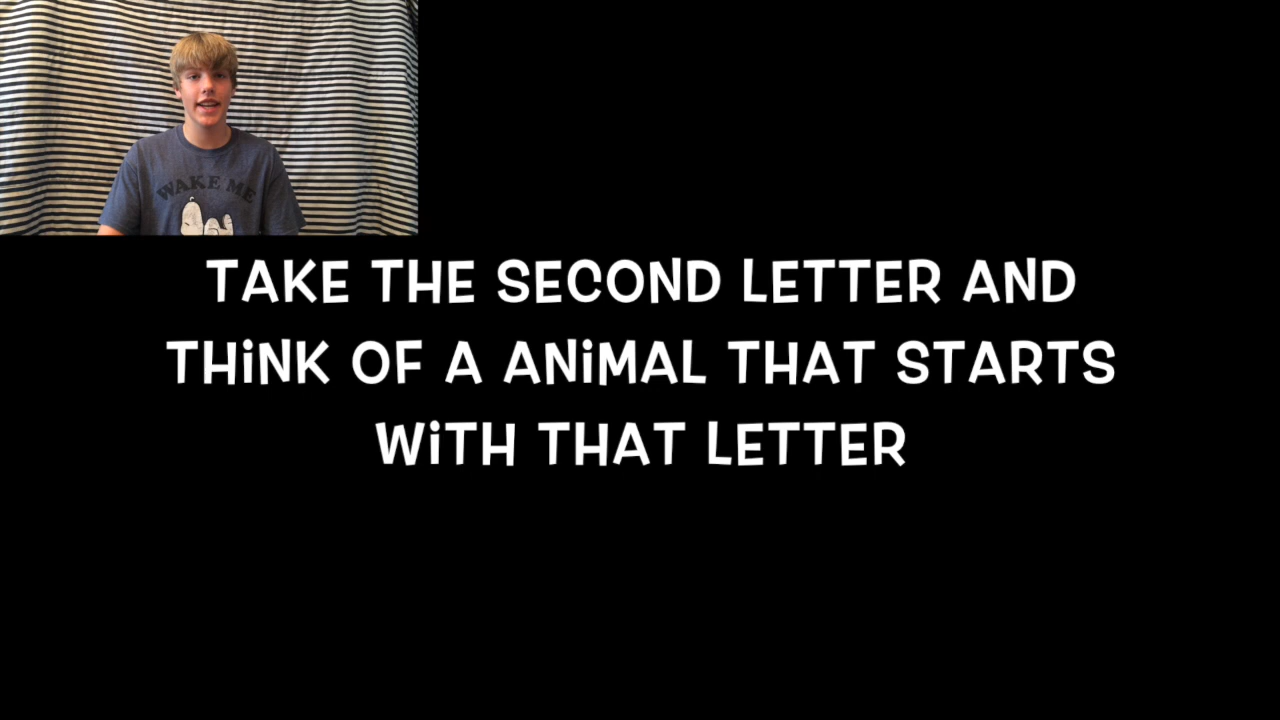 WAKE ME
TAKE THE SECOND LETTER AND
THiNK OF A ANiMAL THAT STARTS
WiTH THAT LETTER